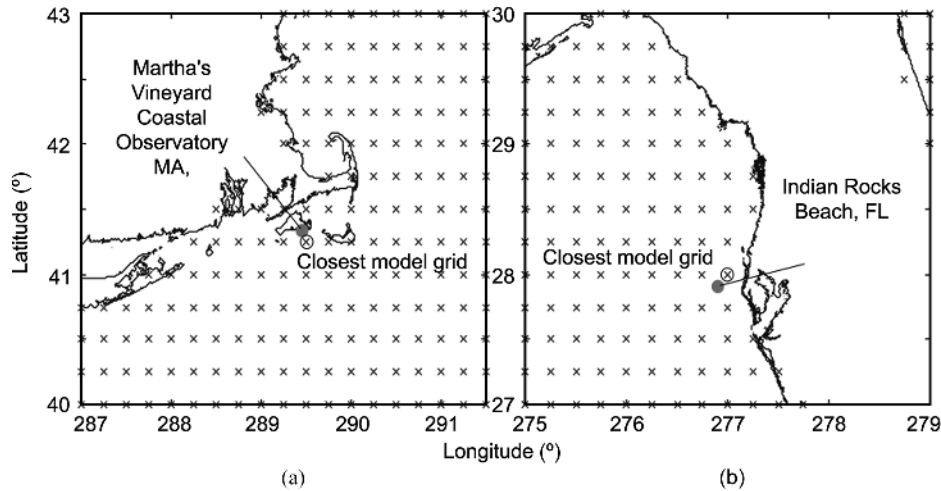 43
42
41
40
Latitude (º)
Martha's
Vineyard
Coastal
Observatory
MA,
Closest model grid
287 288 289 290 291
30
29
28
27
Closest model grid
Indian Rocks
Beach, FL
275 276 277 278 279
Longitude (º)
(a) (b)